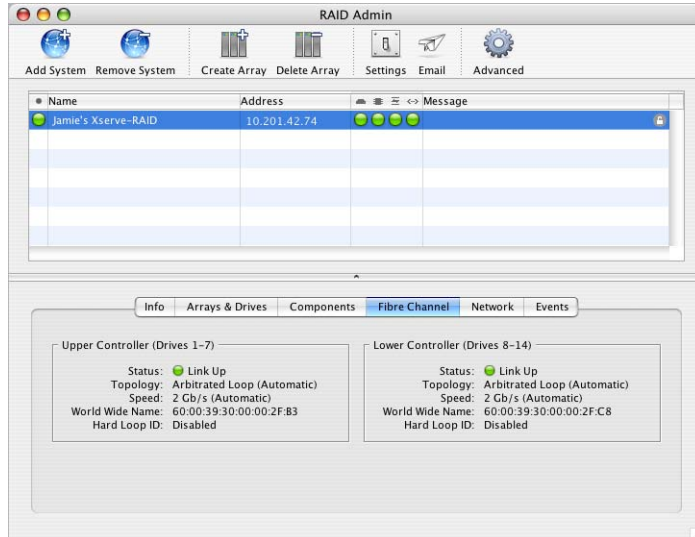 RAID Admin
Add System Remove System Create Array Delete Array Settings Email Advanced
Name Address Message
Jamie's Xserve-RAID 10.201.42.74
Info Arrays & Drives Components Fibre Channel Network Events
Upper Controller (Drives 1-7)
Status: Link Up
Topology: Arbitrated Loop (Automatic)
Speed: 2 Gb/s (Automatic)
World Wide Name: 60:00:39:30:00:00:2F:B3
Hard Loop ID: Disabled
Lower Controller (Drives 8-14)
Status: Link Up
Topology: Arbitrated Loop (Automatic)
Speed: 2 Gb/s (Automatic)
World Wide Name: 60:00:39:30:00:00:2F:C8
Hard Loop ID: Disabled